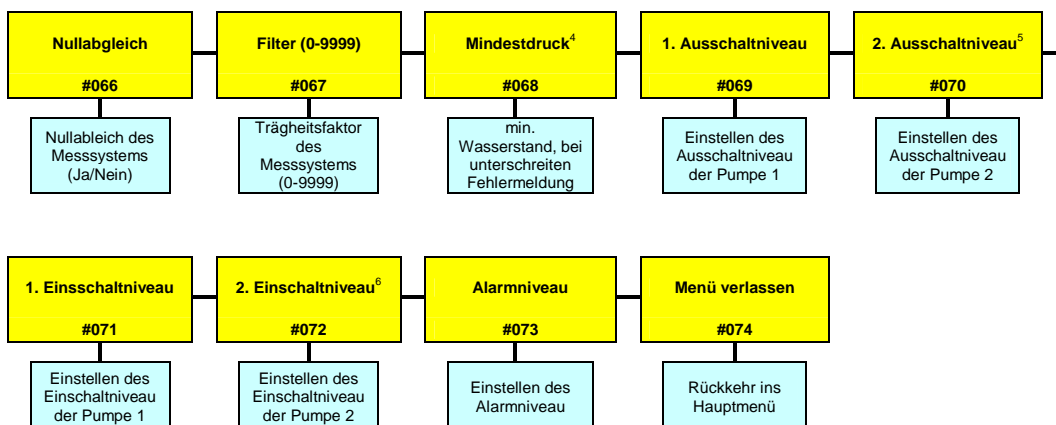 Nullabgleich
#066
Filter (0-9999)
#067
Mindestdruck⁴
#068
1. Ausschaltniveau
#069
2. Ausschaltniveau⁵
#070
Nullableich des
Messsystems
(Ja/Nein)
Trägheitsfaktor
des
Messsystems
(0-9999)
min.
Wasserstand, bei
unterschreiten
Fehlermeldung
Einstellen des
Ausschaltniveau
der Pumpe 1
Einstellen des
Ausschaltniveau
der Pumpe 2
1. Einsschaltniveau
#071
2. Einschaltniveau⁶
#072
Alarmniveau
#073
Menü verlassen
#074
Einstellen des
Einschaltniveau
der Pumpe 1
Einstellen des
Einschaltniveau
der Pumpe 2
Einstellen des
Alarmniveau
Rückkehr ins
Hauptmenü